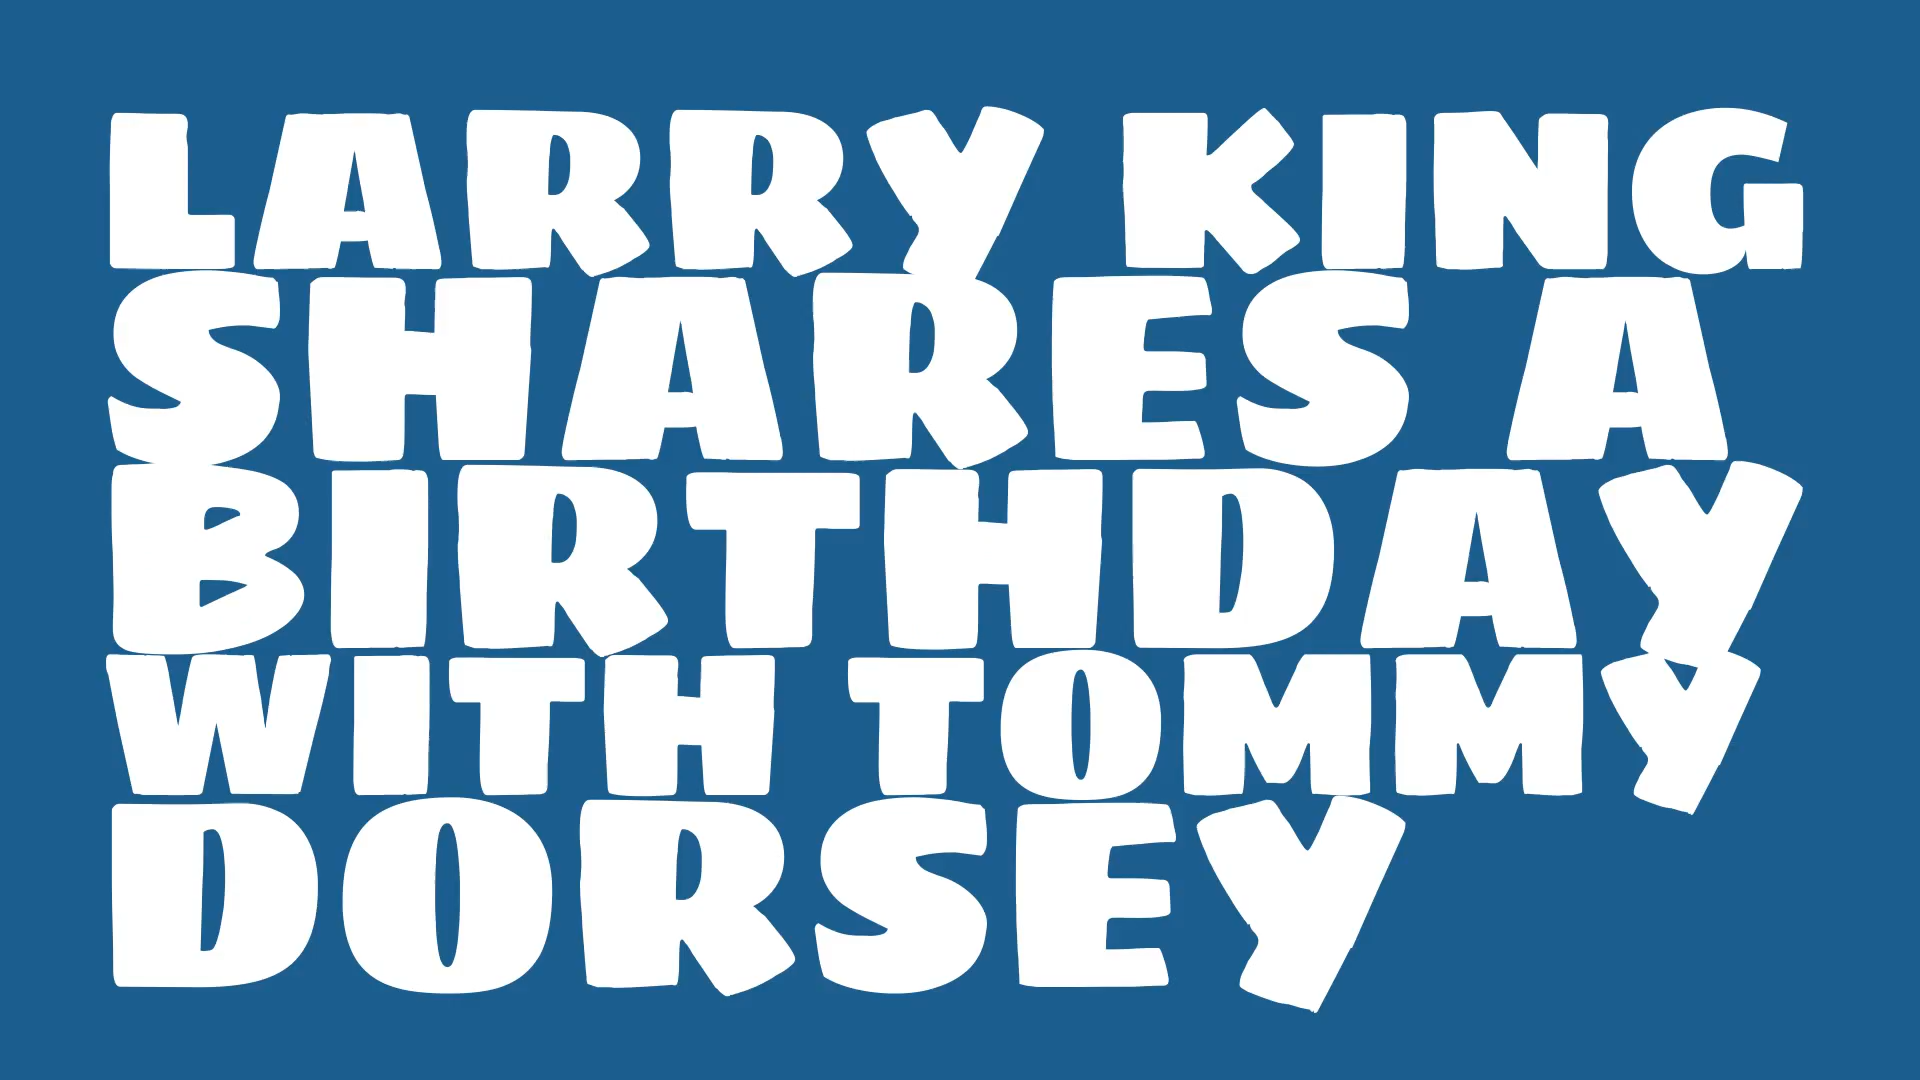 LARRY KING
SHARES A
BIRTHDAY
WITH TOMMY
DORSEY